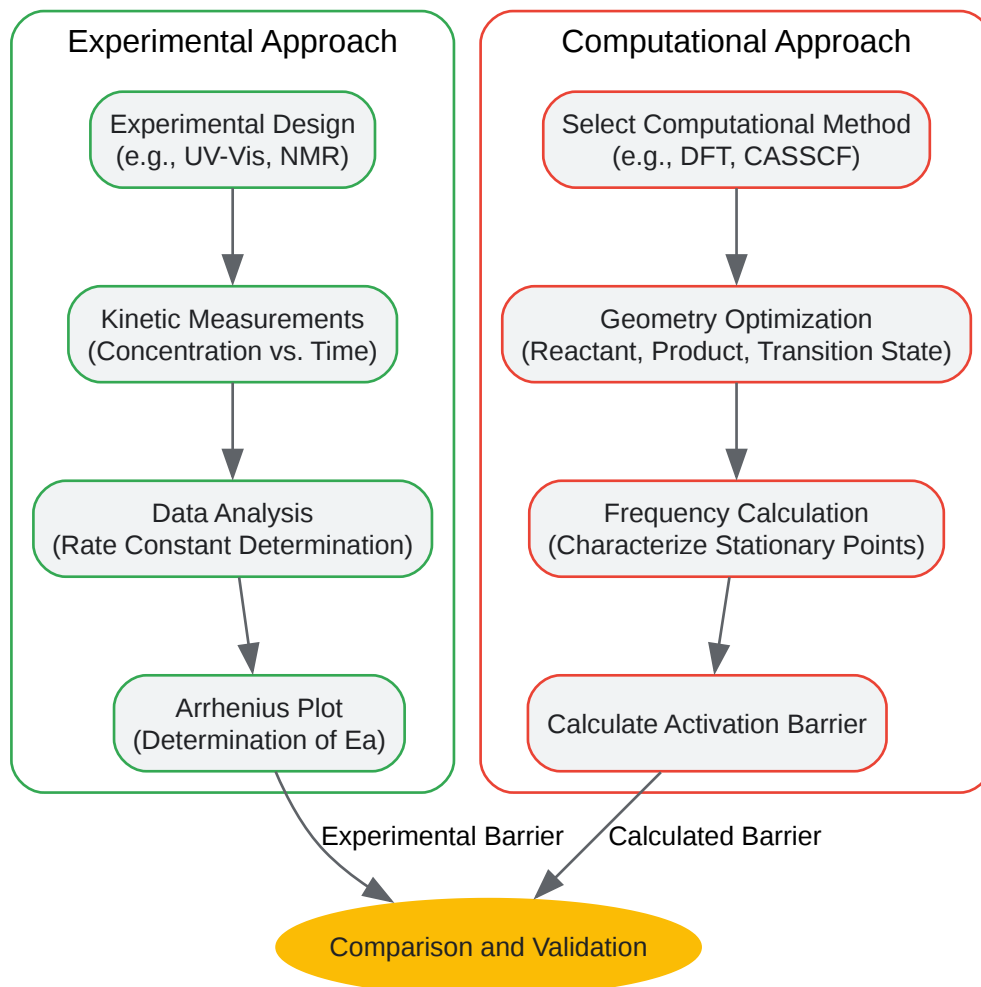 Experimental Approach
Experimental Design
(e.g., UV-Vis, NMR)
Kinetic Measurements
(Concentration vs. Time)
Data Analysis
(Rate Constant Determination)
Arrhenius Plot
(Determination of Ea)
Computational Approach
Select Computational Method
(e.g., DFT, CASSCF)
Geometry Optimization
(Reactant, Product, Transition State)
Frequency Calculation
(Characterize Stationary Points)
Calculate Activation Barrier
Experimental Barrier
Calculated Barrier
Comparison and Validation